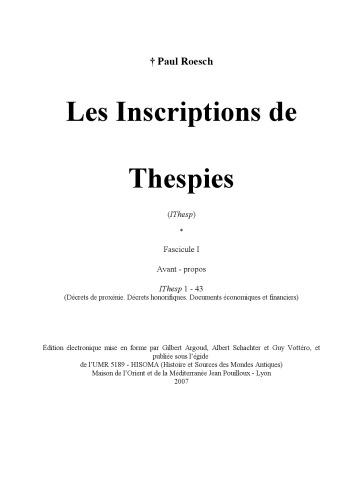 † Paul Roesch
Les Inscriptions de
Thespies
(IThesp)
*
Fascicule I
Avant - propos
IThesp 1 - 43
(Décrets de proxénie. Décrets honorifiques. Documents économiques et financiers)
Edition électronique mise en forme par Gilbert Argoud, Albert Schachter et Guy Vottéro, et
publiée sous l'égide
de l'UMR 5189 - HISOMA (Histoire et Sources des Mondes Antiques)
Maison de l'Orient et de la Méditerranée Jean Pouilloux - Lyon
2007